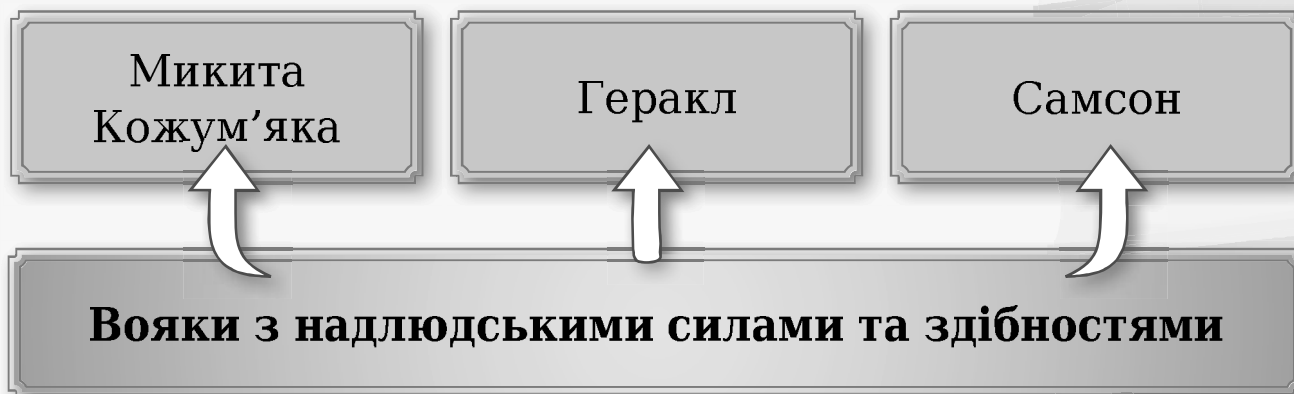 Микита
Кожум’яка
Геракл
Самсон
Вояки з надлюдськими силами та здібностями